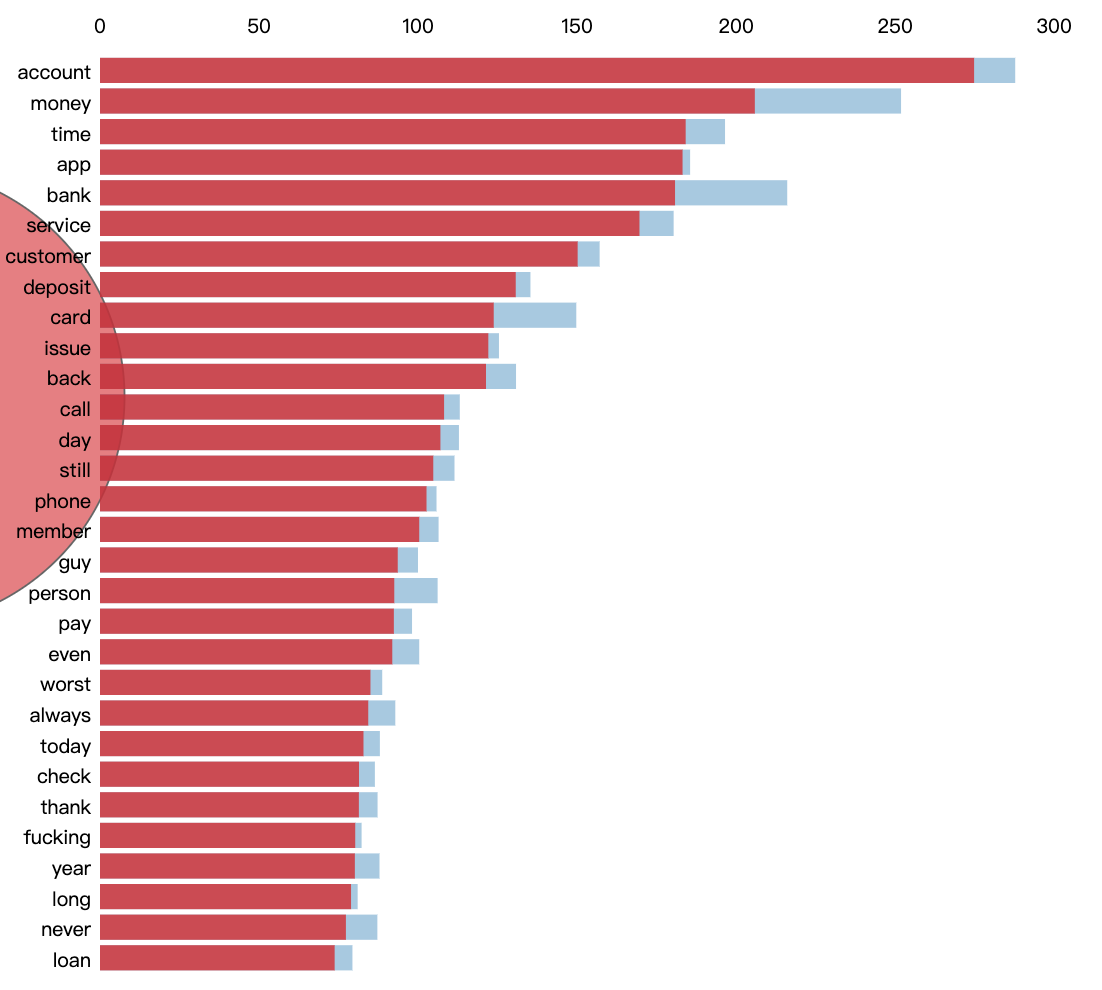 0 50 100 150 200 250 300
account
money
time
app
bank
service
customer
deposit
card
issue
back
call
day
still
phone
member
guy
person
pay
even
worst
always
today
check
thank
fucking
year
long
never
loan